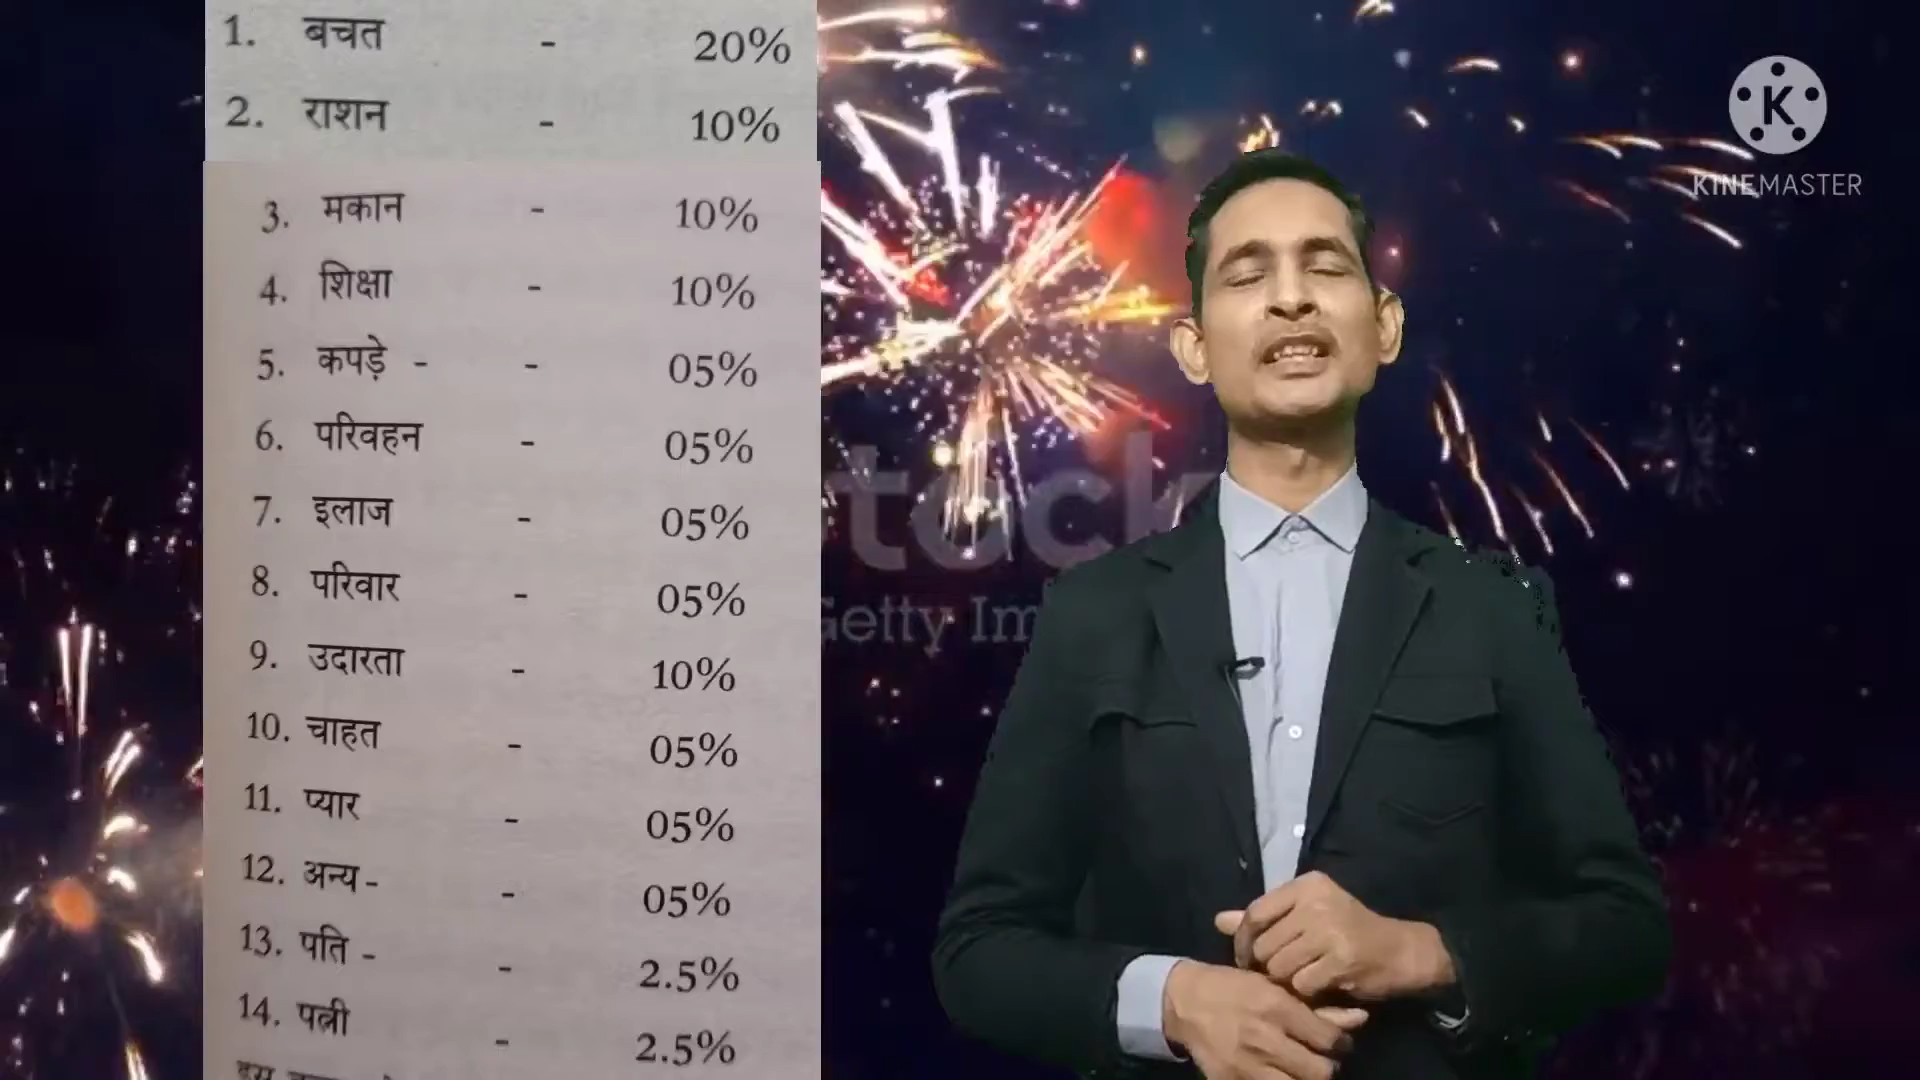 1. बचत - 20%
2. राशन - 10%
3. मकान - 10%
4. शिक्षा - 10%
5. कपड़े - - 05%
6. परिवहन - 05%
7. इलाज - 05%
8. परिवार - 05%
9. उदारता - 10%
10. चाहत - 05%
11. प्यार - 05%
12. अन्य - - 05%
13. पति - - 2.5%
14. पत्नी - 2.5%
K
KINEMASTER
tock
Getty Im